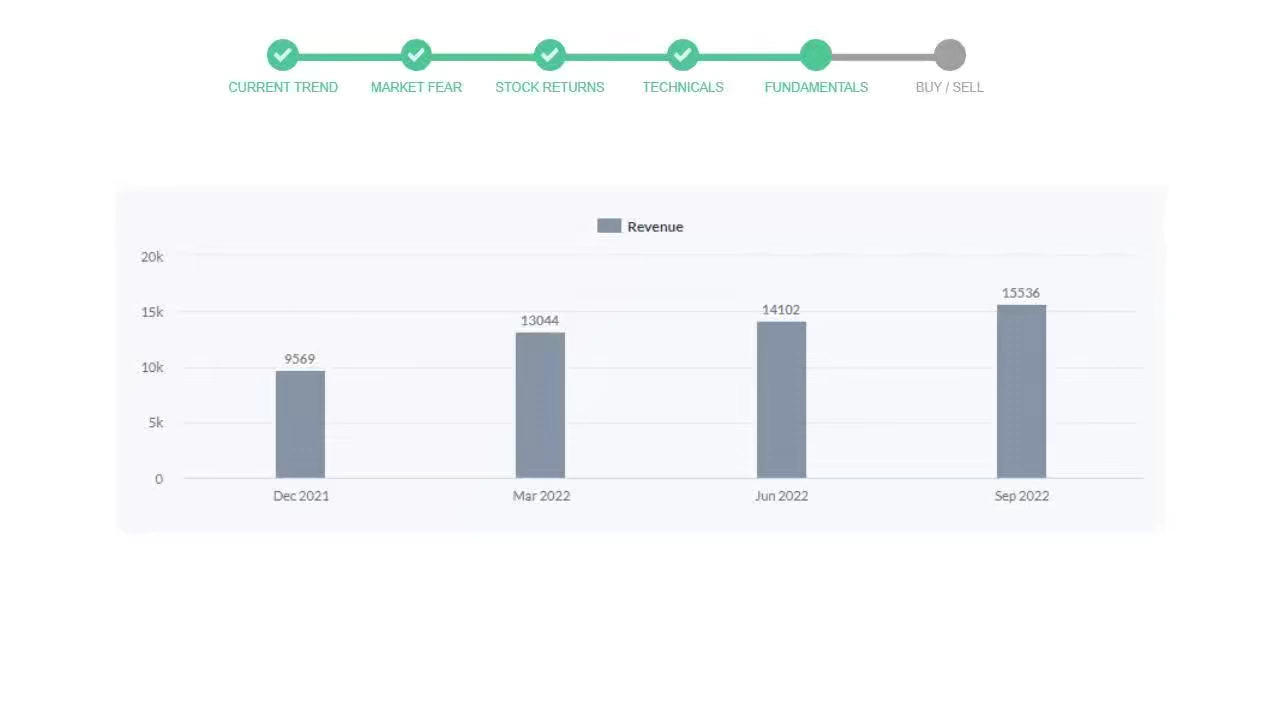 CURRENT TREND
MARKET FEAR
STOCK RETURNS
TECHNICALS
FUNDAMENTALS
BUY / SELL
Revenue
20k
15k
10k
5k
0
9569
13044
14102
15536
Dec 2021
Mar 2022
Jun 2022
Sep 2022